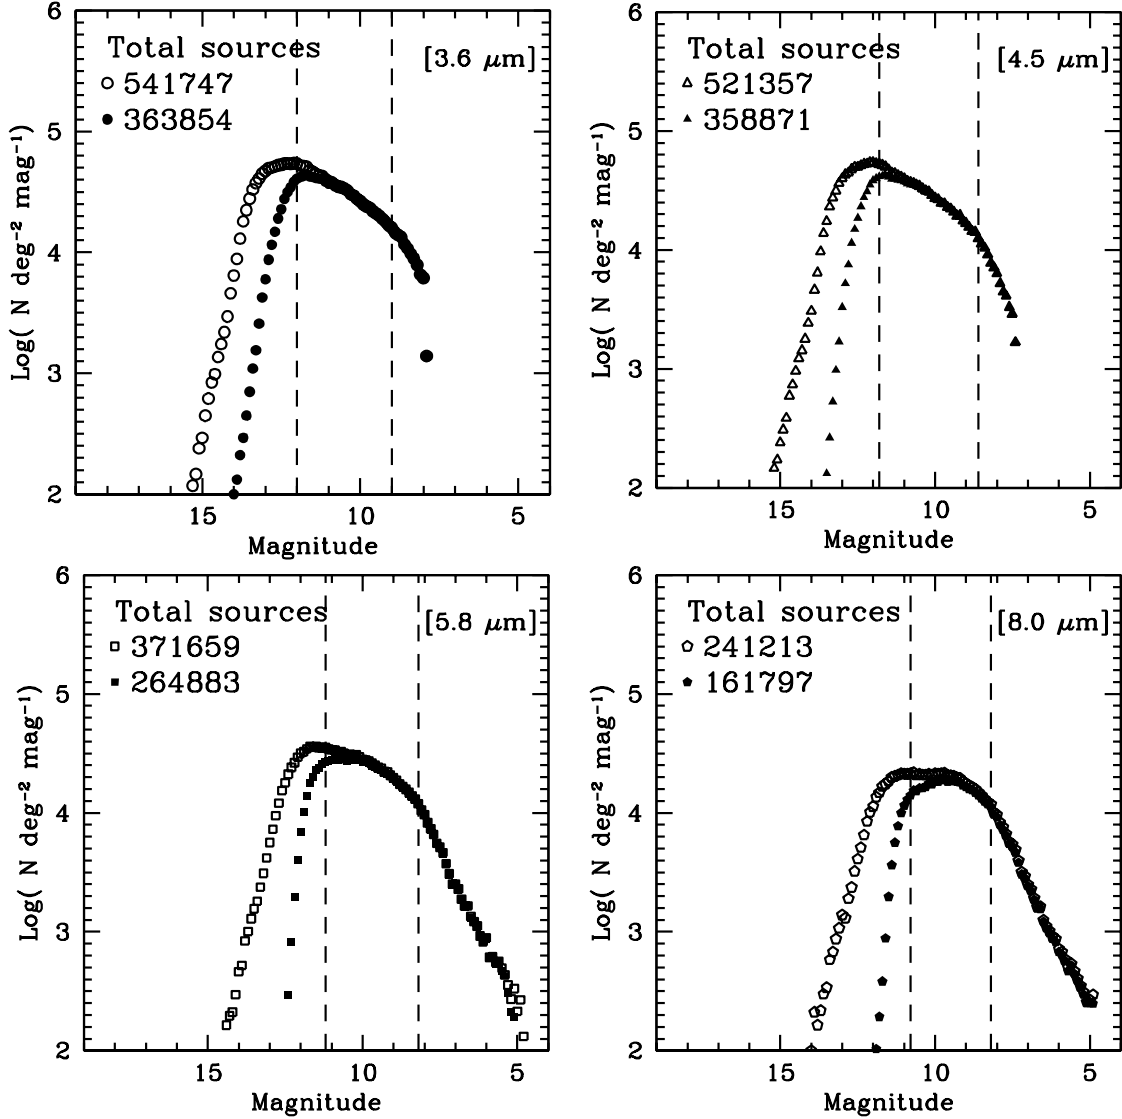 6
Total sources
[3.6 μm]
541747
363854
5
4
3
2
Log( N deg⁻² mag⁻¹)
15 10 5
Magnitude
6
Total sources
[4.5 μm]
521357
358871
5
4
3
2
Log( N deg⁻² mag⁻¹)
15 10 5
Magnitude
6
Total sources
[5.8 μm]
371659
264883
5
4
3
2
Log( N deg⁻² mag⁻¹)
15 10 5
Magnitude
6
Total sources
[8.0 μm]
241213
161797
5
4
3
2
Log( N deg⁻² mag⁻¹)
15 10 5
Magnitude